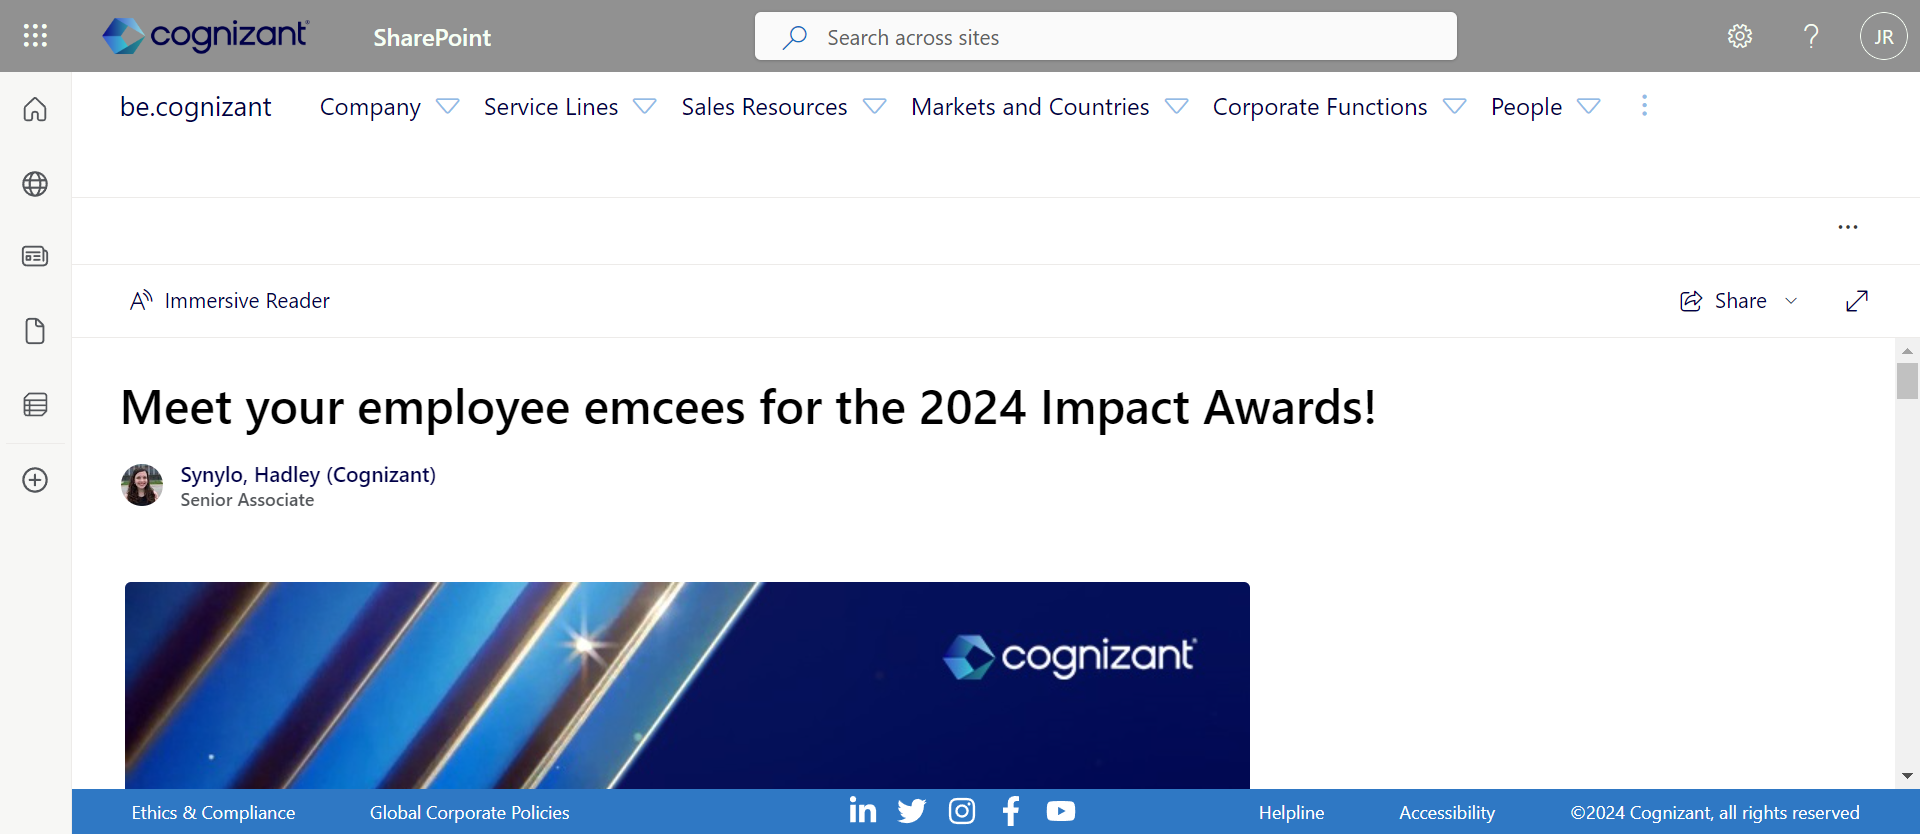 cognizant
SharePoint
Search across sites
JR
be.cognizant
Company
Service Lines
Sales Resources
Markets and Countries
Corporate Functions
People
Immersive Reader
Share
Meet your employee emcees for the 2024 Impact Awards!
Synylo, Hadley (Cognizant)
Senior Associate
cognizant
Ethics & Compliance
Global Corporate Policies
Helpline
Accessibility
©2024 Cognizant, all rights reserved